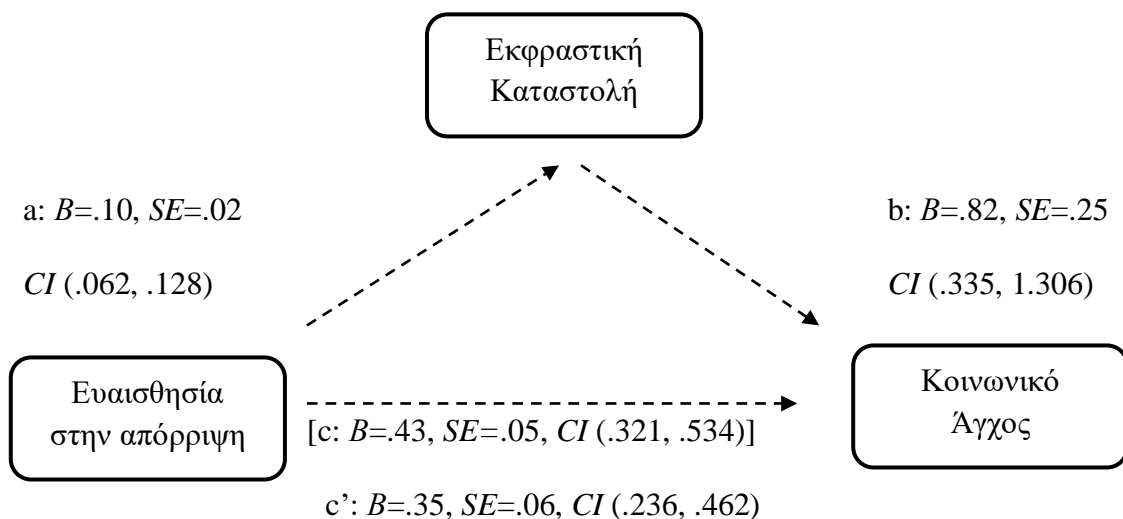 Εκφραστική
Καταστολή
a: B=.10, SE=.02
CI (.062, .128)
b: B=.82, SE=.25
CI (.335, 1.306)
Ευαισθησία
στην απόρριψη
[c: B=.43, SE=.05, CI (.321, .534)]
c’: B=.35, SE=.06, CI (.236, .462)
Κοινωνικό
Άγχος